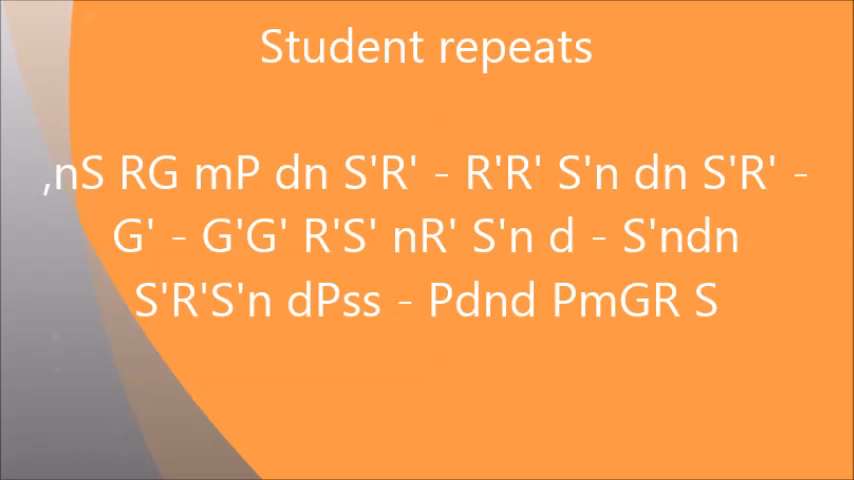 Student repeats
,nS RG mP dn S'R' - R'R' S'n dn S'R' -
G' - G'G' R'S' nR' S'n d - S'ndn
S'R'S'n dPss - Pdnd PmGR S